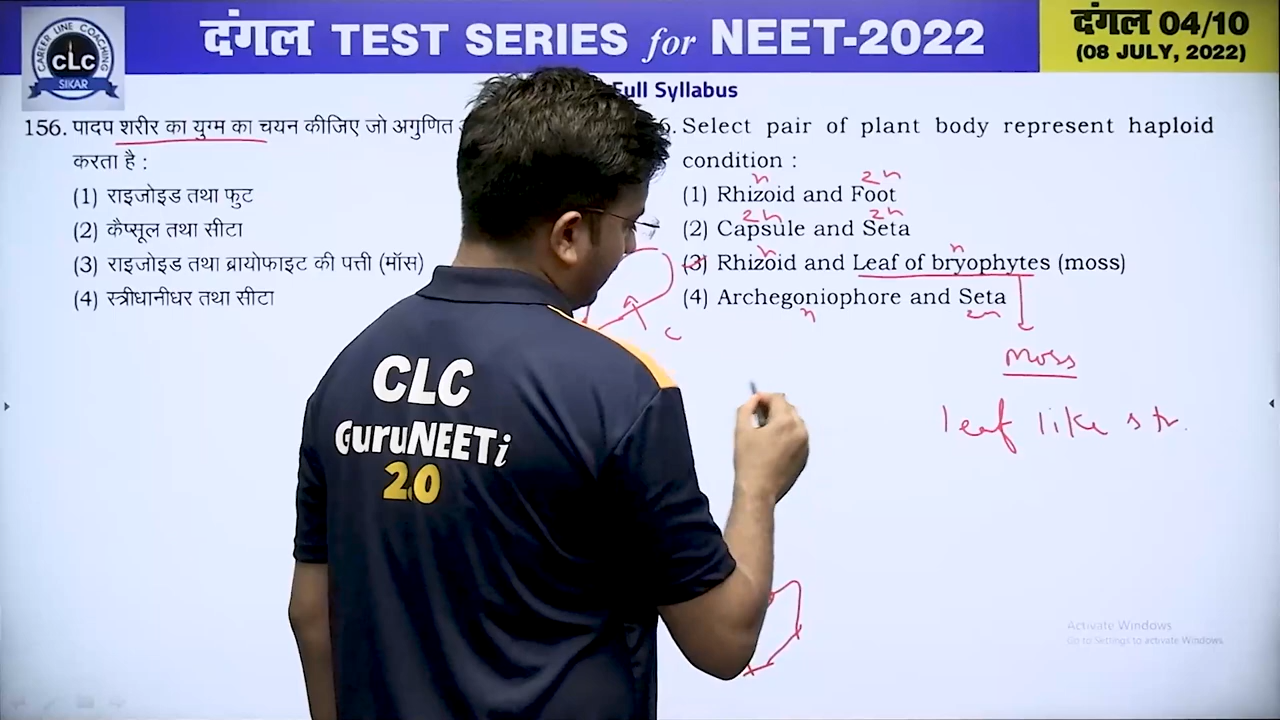 CAREER LINE COACHING
CLC
SIKAR
दंगल TEST SERIES for NEET-2022
दंगल 04/10
(08 JULY, 2022)
Full Syllabus
156. पादप शरीर का युग्म का चयन कीजिए जो अगुणित
करता है :
(1) राइजोइड तथा फुट
(2) कैप्सूल तथा सीटा
(3) राइजोइड तथा ब्रायोफाइट की पत्ती (मॉस)
(4) स्त्रीधानीधर तथा सीटा
6. Select pair of plant body represent haploid
condition :
n 2n
(1) Rhizoid and Foot
2n 2n
(2) Capsule and Seta
n n
(3) Rhizoid and Leaf of bryophytes (moss)
(4) Archegoniophore and Seta
n 2n
c
Moss
leaf like str.
CLC
GuruNEETi
2.0
Activate Windows
Go to Settings to activate Windows.